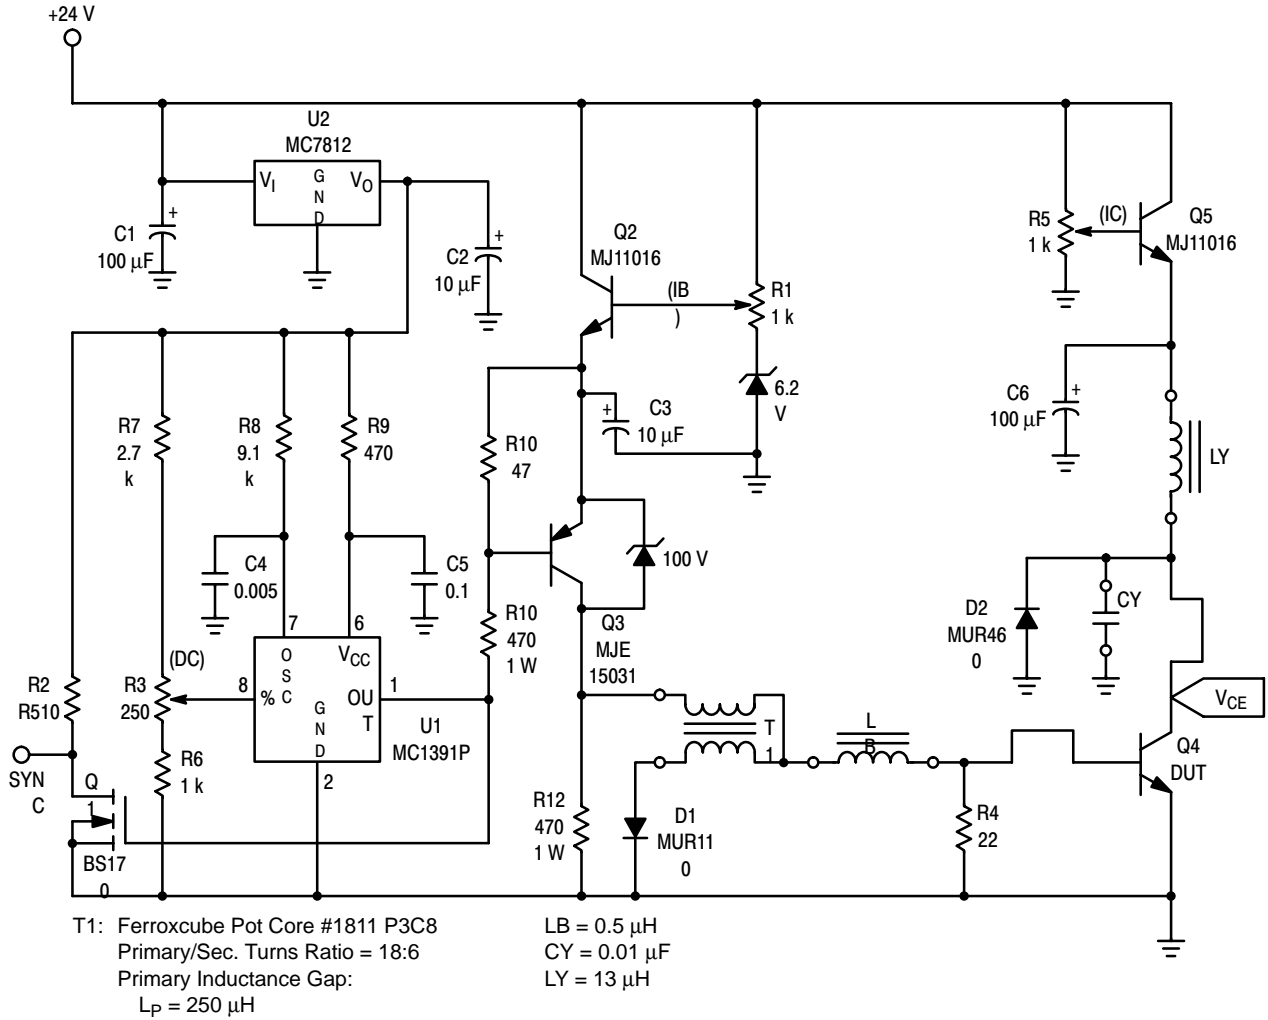 +24 V
U2
MC7812
VI
G
N
D
VO
C1
100 μF
+
C2
10 μF
+
Q2
MJ11016
(IB
)
R1
1 k
R5
1 k
(IC)
Q5
MJ11016
6.2
V
C3
10 μF
+
C6
100 μF
+
LY
R7
2.7
k
R8
9.1
k
R9
470
R10
47
C4
0.005
C5
0.1
100 V
R10
470
1 W
Q3
MJE
15031
D2
MUR46
0
CY
7
6
O
S
C
VCC
(DC)
8
%
OU
T
1
G
N
D
2
U1
MC1391P
R2
R510
R3
250
R6
1 k
SYN
C
Q
1
BS17
0
T
1
L
B
VCE
Q4
DUT
R12
470
1 W
D1
MUR11
0
R4
22
T1: Ferroxcube Pot Core #1811 P3C8
Primary/Sec. Turns Ratio = 18:6
Primary Inductance Gap:
LP = 250 μH
LB = 0.5 μH
CY = 0.01 μF
LY = 13 μH